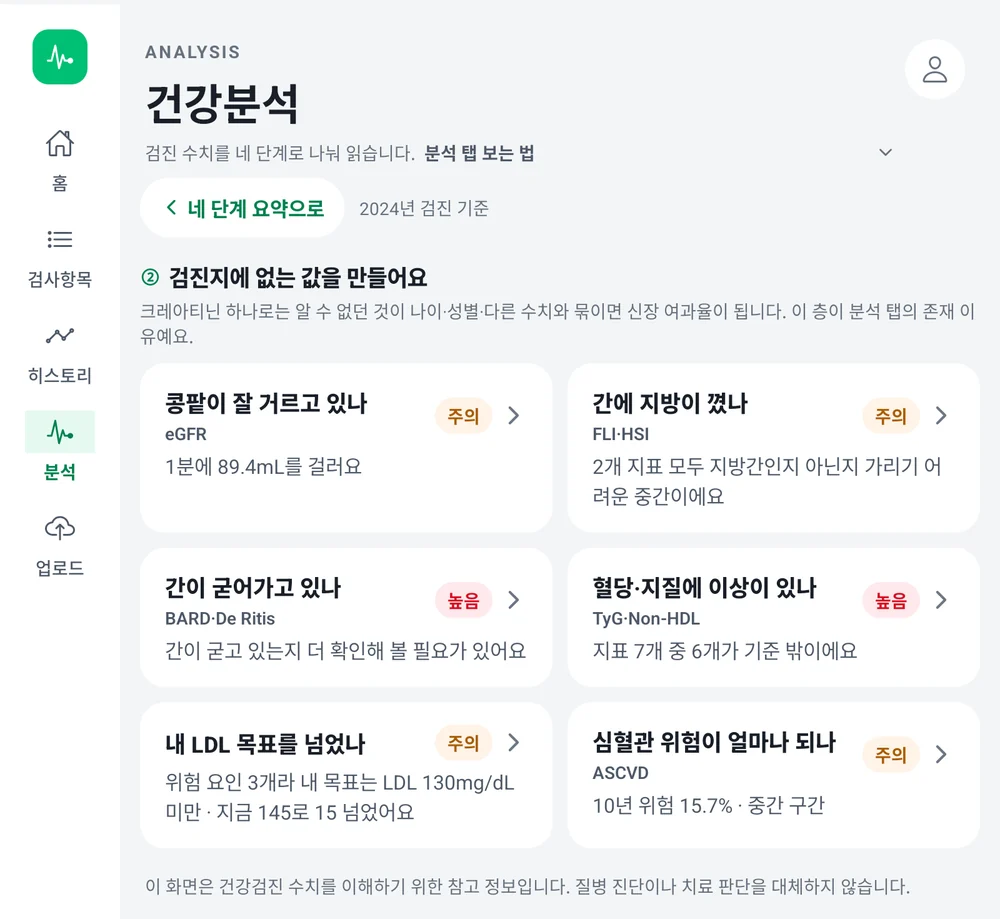 ANALYSIS
건강분석
검진 수치를 네 단계로 나눠 읽습니다. 분석 탭 보는 법
네 단계 요약으로
2024년 검진 기준
홈
검사항목
히스토리
분석
업로드
② 검진지에 없는 값을 만들어요
크레아티닌 하나로는 알 수 없던 것이 나이·성별·다른 수치와 묶이면 신장 여과율이 됩니다. 이 층이 분석 탭의 존재 이
유예요.
콩팥이 잘 거르고 있나
주의
eGFR
1분에 89.4mL를 걸러요
간에 지방이 꼈나
주의
FLI·HSI
2개 지표 모두 지방간인지 아닌지 가리기 어
려운 중간이에요
간이 굳어가고 있나
높음
BARD·De Ritis
간이 굳고 있는지 더 확인해 볼 필요가 있어요
혈당·지질에 이상이 있나
높음
TyG·Non-HDL
지표 7개 중 6개가 기준 밖이에요
내 LDL 목표를 넘었나
주의
위험 요인 3개라 내 목표는 LDL 130mg/dL
미만 · 지금 145로 15 넘었어요
심혈관 위험이 얼마나 되나
주의
ASCVD
10년 위험 15.7% · 중간 구간
이 화면은 건강검진 수치를 이해하기 위한 참고 정보입니다. 질병 진단이나 치료 판단을 대체하지 않습니다.